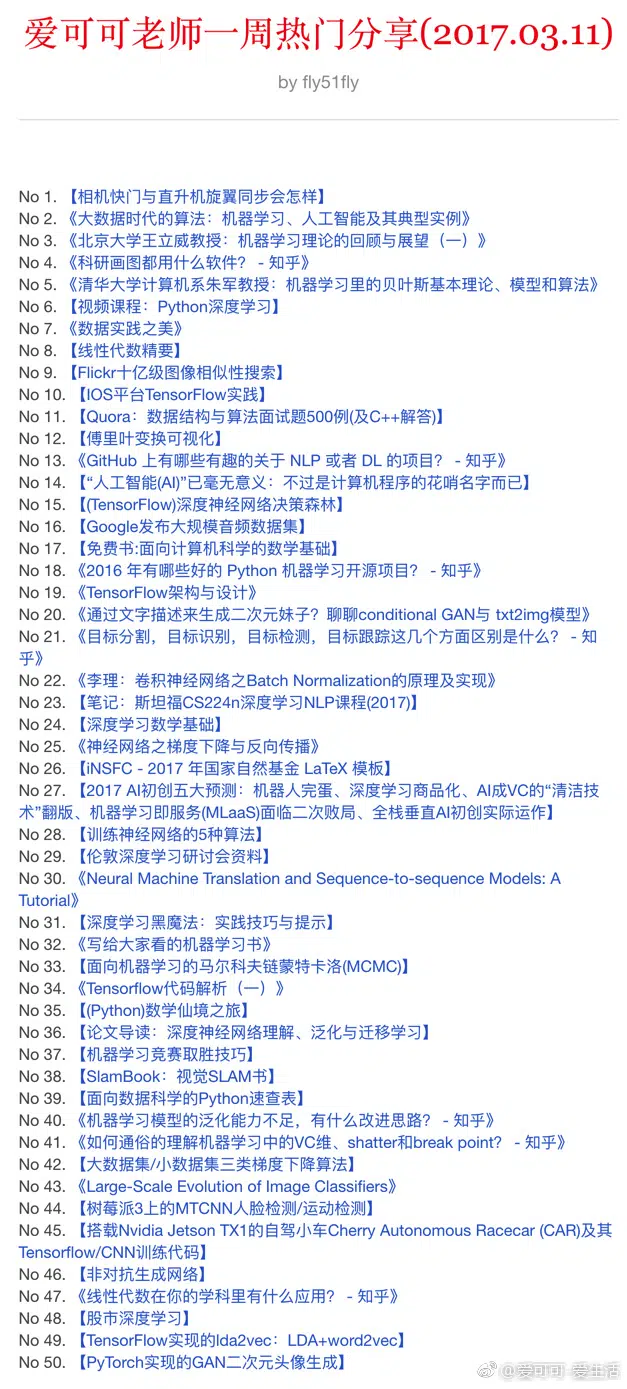 爱可可老师一周热门分享(2017.03.11)
by fly51fly
No 1. 【相机快门与直升机旋翼同步会怎样】
No 2. 《大数据时代的算法：机器学习、人工智能及其典型实例》
No 3. 《北京大学王立威教授：机器学习理论的回顾与展望（一）》
No 4. 《科研画图都用什么软件？ - 知乎》
No 5. 《清华大学计算机系朱军教授：机器学习里的贝叶斯基本理论、模型和算法》
No 6. 【视频课程：Python深度学习】
No 7. 《数据实践之美》
No 8. 【线性代数精要】
No 9. 【Flickr十亿级图像相似性搜索】
No 10. 【IOS平台TensorFlow实践】
No 11. 【Quora：数据结构与算法面试题500例(及C++解答)】
No 12. 【傅里叶变换可视化】
No 13. 《GitHub 上有哪些有趣的关于 NLP 或者 DL 的项目？ - 知乎》
No 14. 【“人工智能(AI)”已毫无意义：不过是计算机程序的花哨名字而已】
No 15. 【(TensorFlow)深度神经网络决策森林】
No 16. 【Google发布大规模音频数据集】
No 17. 【免费书:面向计算机科学的数学基础】
No 18. 《2016 年有哪些好的 Python 机器学习开源项目？ - 知乎》
No 19. 《TensorFlow架构与设计》
No 20. 《通过文字描述来生成二次元妹子？聊聊conditional GAN与 txt2img模型》
No 21. 《目标分割，目标识别，目标检测，目标跟踪这几个方面区别是什么？ - 知
乎》
No 22. 《李理：卷积神经网络之Batch Normalization的原理及实现》
No 23. 【笔记：斯坦福CS224n深度学习NLP课程(2017)】
No 24. 【深度学习数学基础】
No 25. 《神经网络之梯度下降与反向传播》
No 26. 【iNSFC - 2017 年国家自然基金 LaTeX 模板】
No 27. 【2017 AI初创五大预测：机器人完蛋、深度学习商品化、AI成VC的“清洁技
术”翻版、机器学习即服务(MLaaS)面临二次败局、全栈垂直AI初创实际运作】
No 28. 【训练神经网络的5种算法】
No 29. 【伦敦深度学习研讨会资料】
No 30. 《Neural Machine Translation and Sequence-to-sequence Models: A
Tutorial》
No 31. 【深度学习黑魔法：实践技巧与提示】
No 32. 《写给大家看的机器学习书》
No 33. 【面向机器学习的马尔科夫链蒙特卡洛(MCMC)】
No 34. 《Tensorflow代码解析（一）》
No 35. 【(Python)数学仙境之旅】
No 36. 【论文导读：深度神经网络理解、泛化与迁移学习】
No 37. 【机器学习竞赛取胜技巧】
No 38. 【SlamBook：视觉SLAM书】
No 39. 【面向数据科学的Python速查表】
No 40. 《机器学习模型的泛化能力不足，有什么改进思路？ - 知乎》
No 41. 《如何通俗的理解机器学习中的VC维、shatter和break point？ - 知乎》
No 42. 【大数据集/小数据集三类梯度下降算法】
No 43. 《Large-Scale Evolution of Image Classifiers》
No 44. 【树莓派3上的MTCNN人脸检测/运动检测】
No 45. 【搭载Nvidia Jetson TX1的自驾小车Cherry Autonomous Racecar (CAR)及其
Tensorflow/CNN训练代码】
No 46. 【非对抗生成网络】
No 47. 《线性代数在你的学科里有什么应用？ - 知乎》
No 48. 【股市深度学习】
No 49. 【TensorFlow实现的lda2vec：LDA+word2vec】
No 50. 【PyTorch实现的GAN二次元头像生成】
@爱可可-爱生活